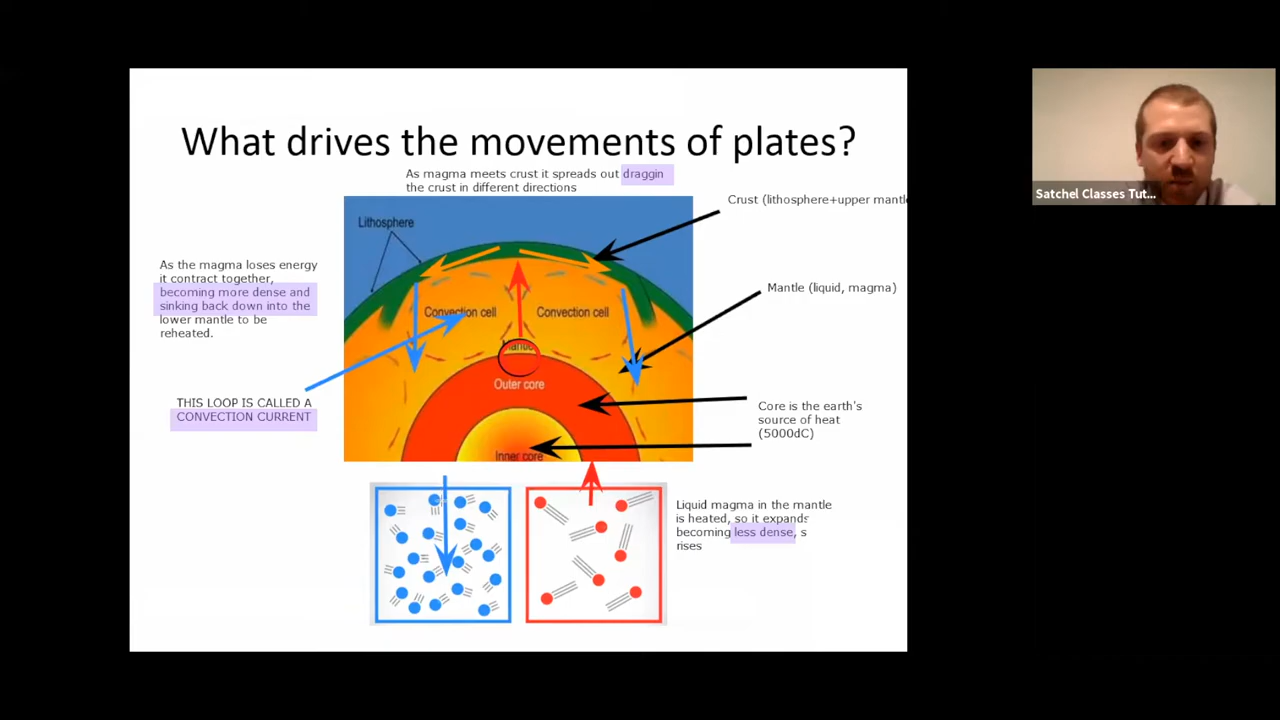 What drives the movements of plates?
As magma meets crust it spreads out draggin
the crust in different directions
Crust (lithosphere+upper mantle
Lithosphere
As the magma loses energy
it contract together,
becoming more dense and
sinking back down into the
lower mantle to be
reheated.
Mantle (liquid, magma)
Convection cell
Convection cell
Mantle
Outer core
THIS LOOP IS CALLED A
CONVECTION CURRENT
Core is the earth's
source of heat
(5000dC)
Inner core
Liquid magma in the mantle
is heated, so it expands
becoming less dense, s
rises
Satchel Classes Tut...